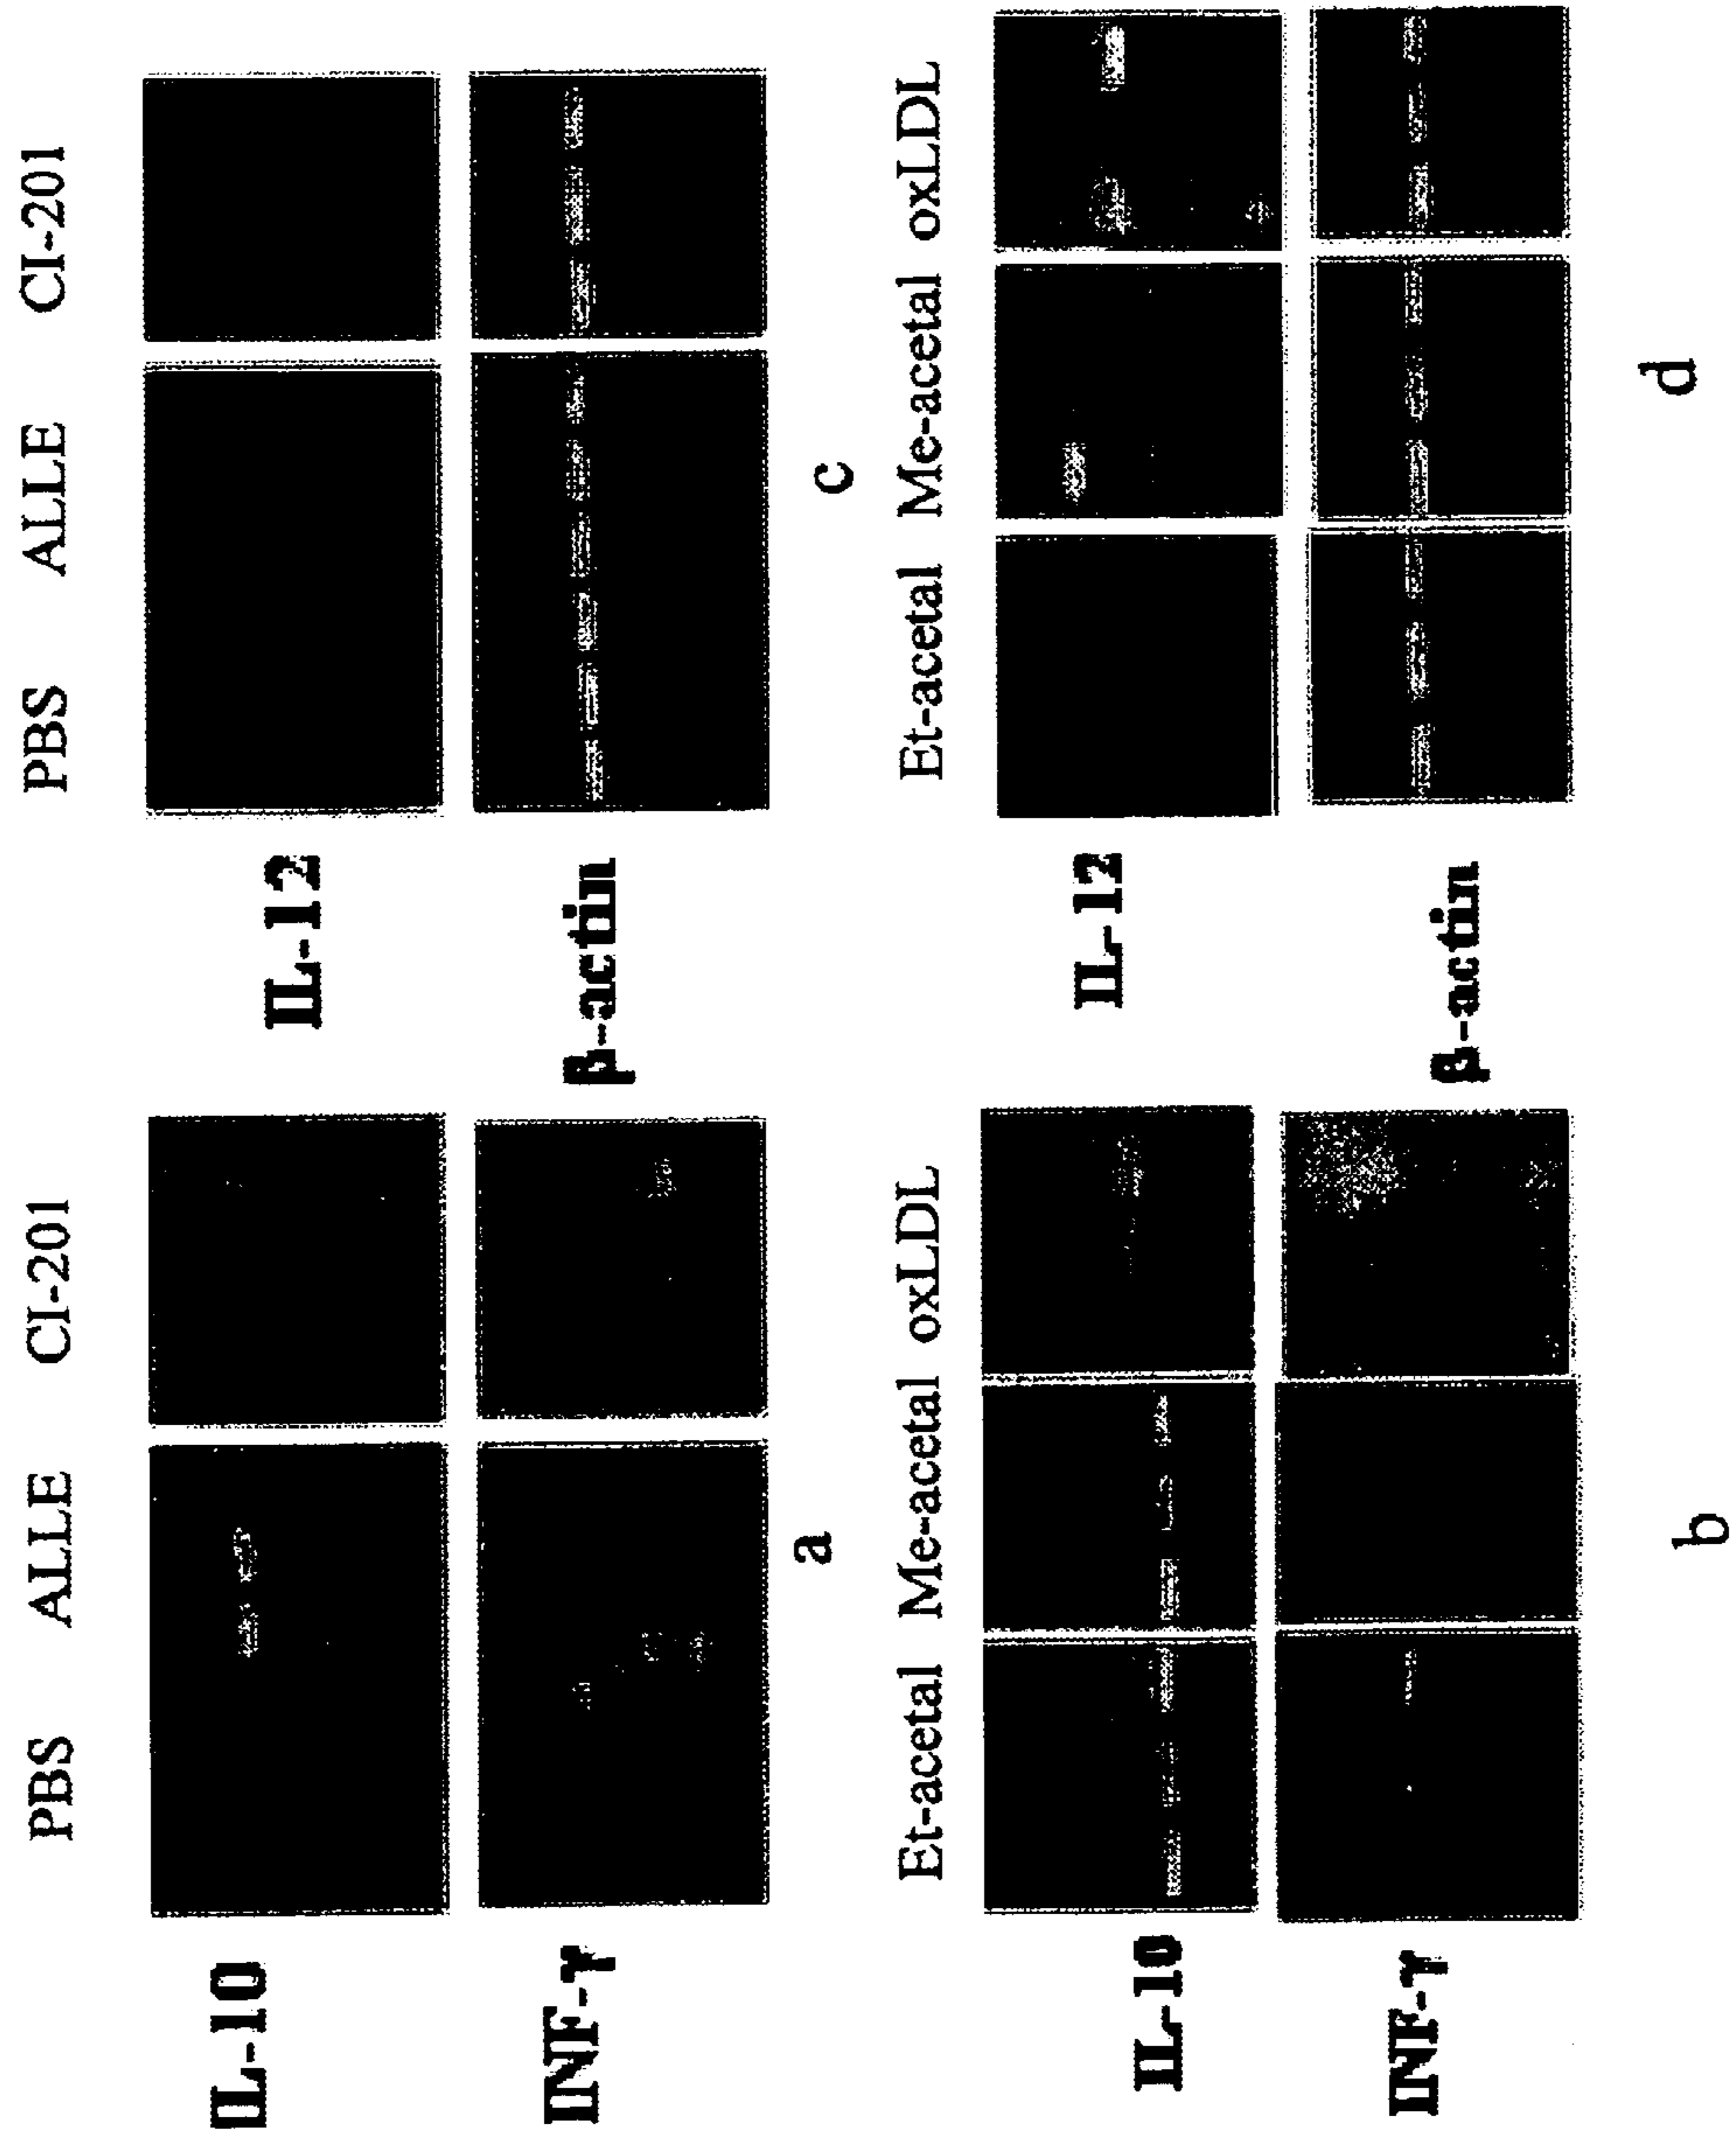 PBS ALLE CI-201
IL-10
INF-γ
a
PBS ALLE CI-201
IL-12
β-actin
c
Et-acetal Me-acetal oxLDL
IL-10
INF-γ
b
Et-acetal Me-acetal oxLDL
IL-12
β-actin
d